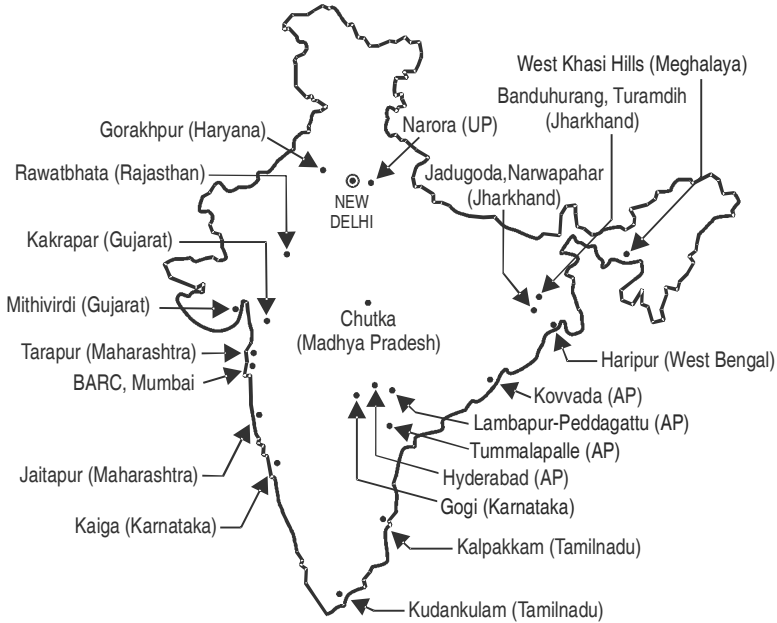 West Khasi Hills (Meghalaya)
Banduhurang, Turamdih
(Jharkhand)
Gorakhpur (Haryana)
Narora (UP)
Rawatbhata (Rajasthan)
Jadugoda,Narwapahar
(Jharkhand)
NEW
DELHI
Kakrapar (Gujarat)
Mithivirdi (Gujarat)
Chutka
(Madhya Pradesh)
Tarapur (Maharashtra)
Haripur (West Bengal)
BARC, Mumbai
Kovvada (AP)
Lambapur-Peddagattu (AP)
Tummalapalle (AP)
Jaitapur (Maharashtra)
Hyderabad (AP)
Gogi (Karnataka)
Kaiga (Karnataka)
Kalpakkam (Tamilnadu)
Kudankulam (Tamilnadu)